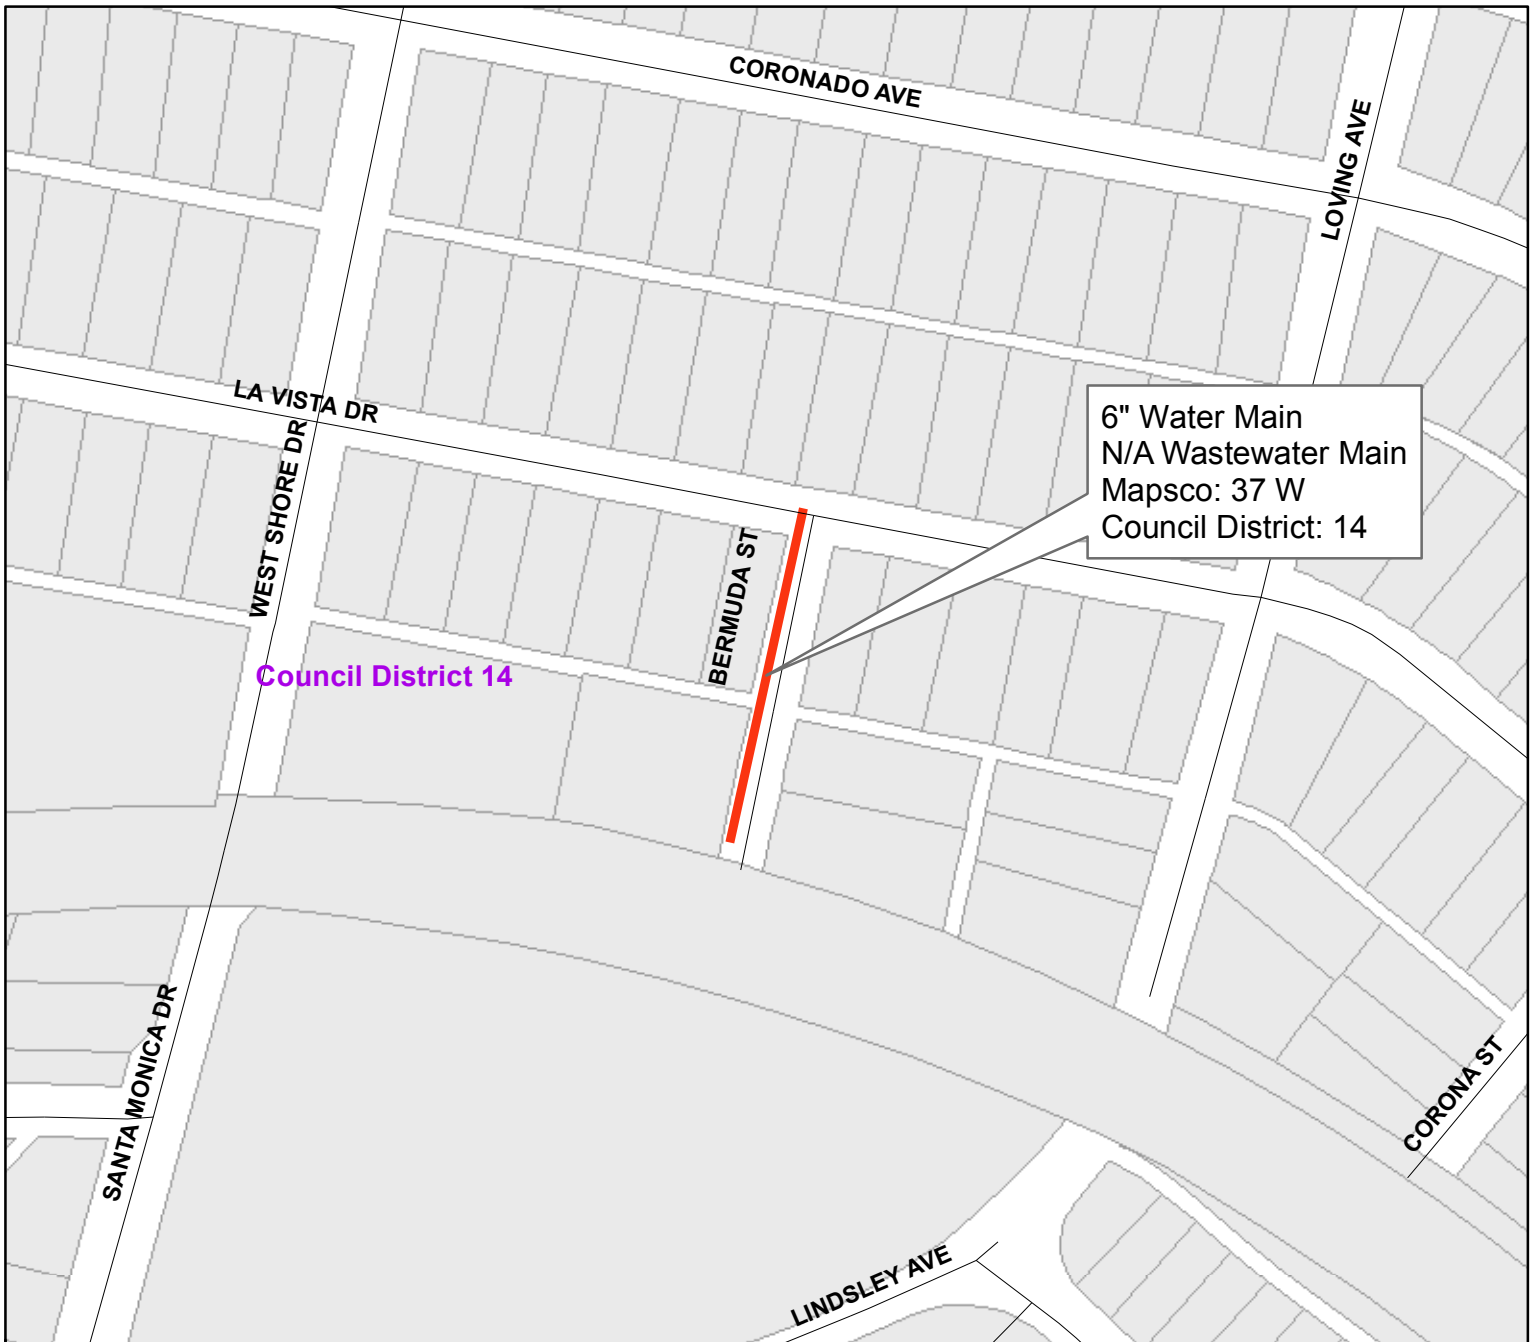 CORONADO AVE
LOVING AVE
LA VISTA DR
WEST SHORE DR
6" Water Main
N/A Wastewater Main
Mapsco: 37 W
Council District: 14
BERMUDA ST
Council District 14
SANTA MONICA DR
CORONA ST
LINDSLEY AVE